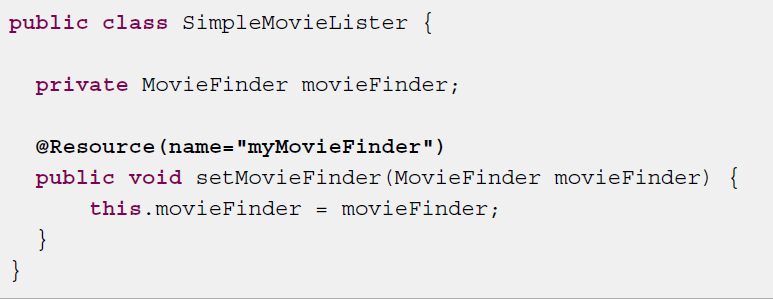 public class SimpleMovieLister {
private MovieFinder movieFinder;
@Resource(name="myMovieFinder")
public void setMovieFinder(MovieFinder movieFinder) {
this.movieFinder = movieFinder;
}
}